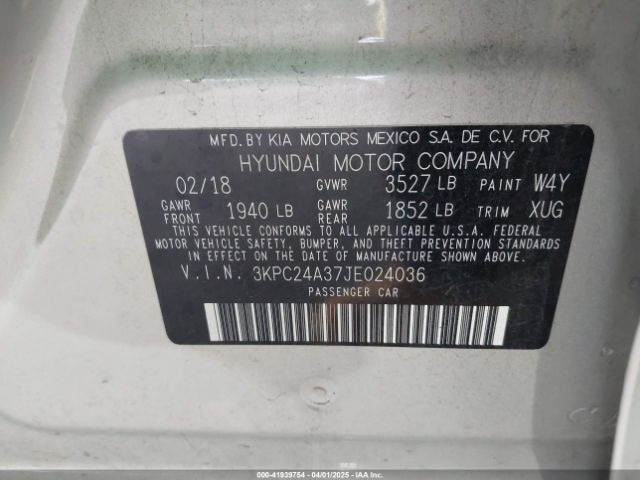 MFD. BY KIA MOTORS MEXICO S.A. DE C.V. FOR
HYUNDAI MOTOR COMPANY
02/18 GVWR 3527 LB PAINT W4Y
GAWR FRONT 1940 LB GAWR REAR 1852 LB TRIM XUG
THIS VEHICLE CONFORMS TO ALL APPLICABLE U.S.A. FEDERAL
MOTOR VEHICLE SAFETY, BUMPER, AND THEFT PREVENTION STANDARDS
IN EFFECT ON THE DATE OF MANUFACTURE SHOWN ABOVE.
V.I.N. 3KPC24A37JE024036
PASSENGER CAR
000-41939754 04/01/2025 IAAI.COM